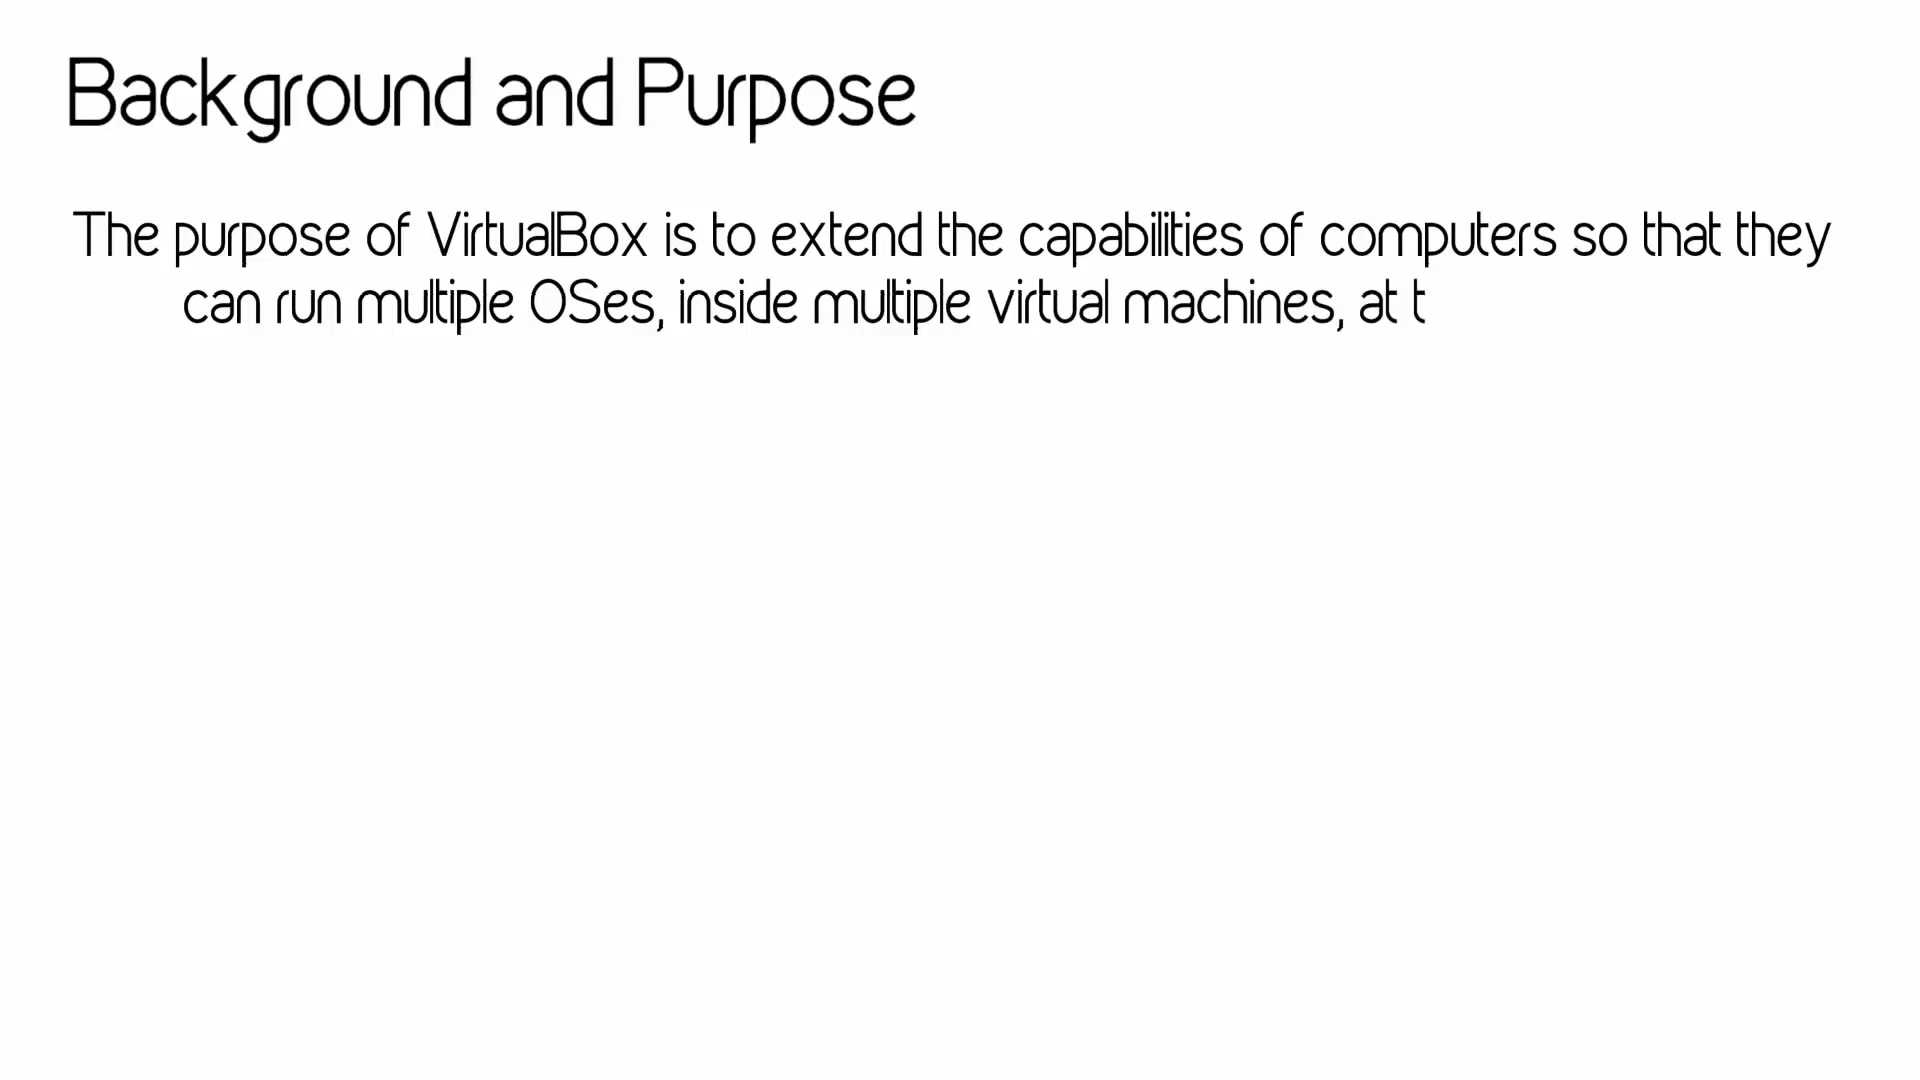 Background and Purpose
The purpose of VirtualBox is to extend the capabilities of computers so that they
can run multiple OSes, inside multiple virtual machines, at t